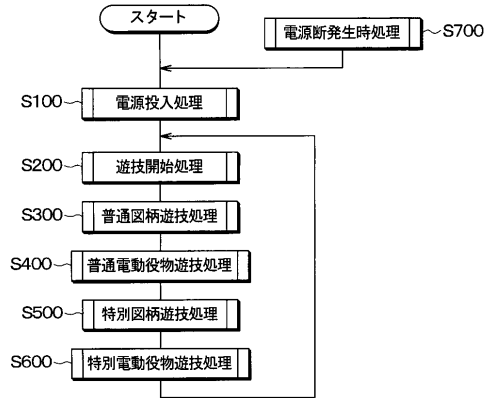 スタート
電源断発生時処理 S700
S100 電源投入処理
S200 遊技開始処理
S300 普通図柄遊技処理
S400 普通電動役物遊技処理
S500 特別図柄遊技処理
S600 特別電動役物遊技処理